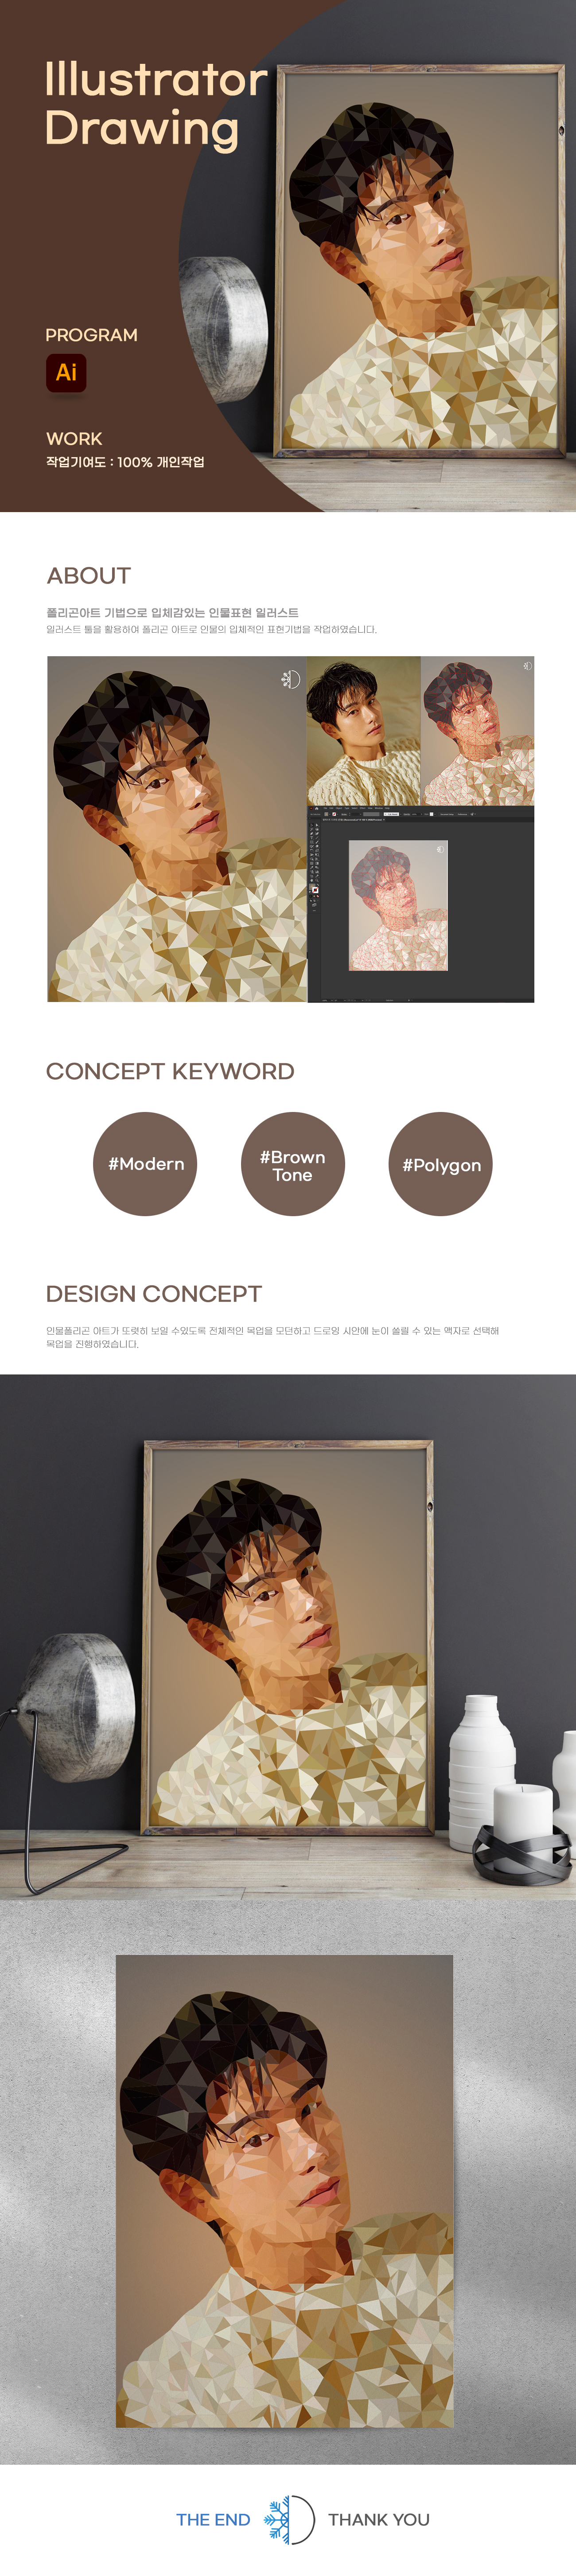 Illustrator
Drawing
PROGRAM
Ai
WORK
작업기여도 : 100% 개인작업
ABOUT
폴리곤아트 기법으로 입체감있는 인물표현 일러스트
일러스트 툴을 활용하여 폴리곤 아트로 인물의 입체적인 표현기법을 작업하였습니다.
CONCEPT KEYWORD
#Modern
#Brown
Tone
#Polygon
DESIGN CONCEPT
인물폴리곤 아트가 또렷히 보일 수있도록 전체적인 목업을 모던하고 드로잉 시안에 눈이 쏠릴 수 있는 액자로 선택해
목업을 진행하였습니다.
THE END
THANK YOU